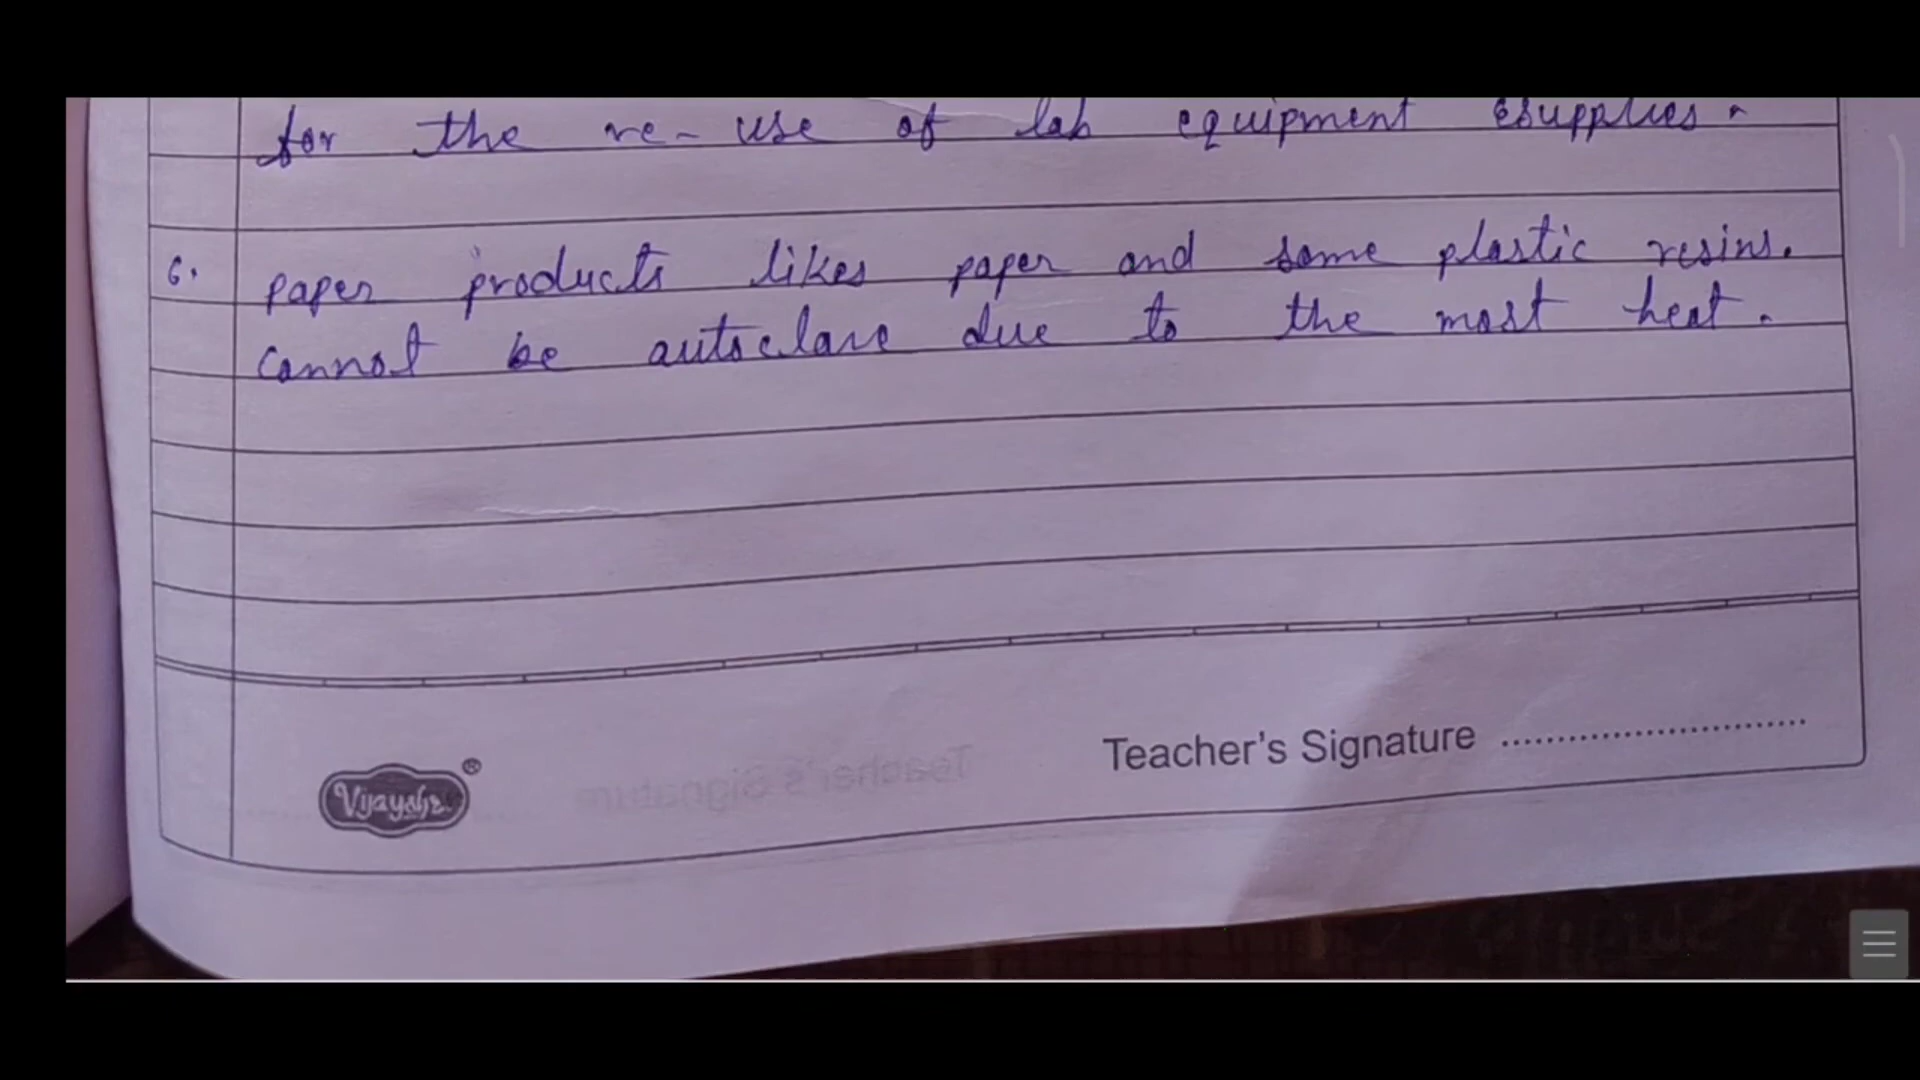 for the re-use of lab equipment &supplies.
6. paper products likes paper and some plastic resins.
cannot be autoclave due to the most heat.
Teacher's Signature ..............................
Vijayshr ®